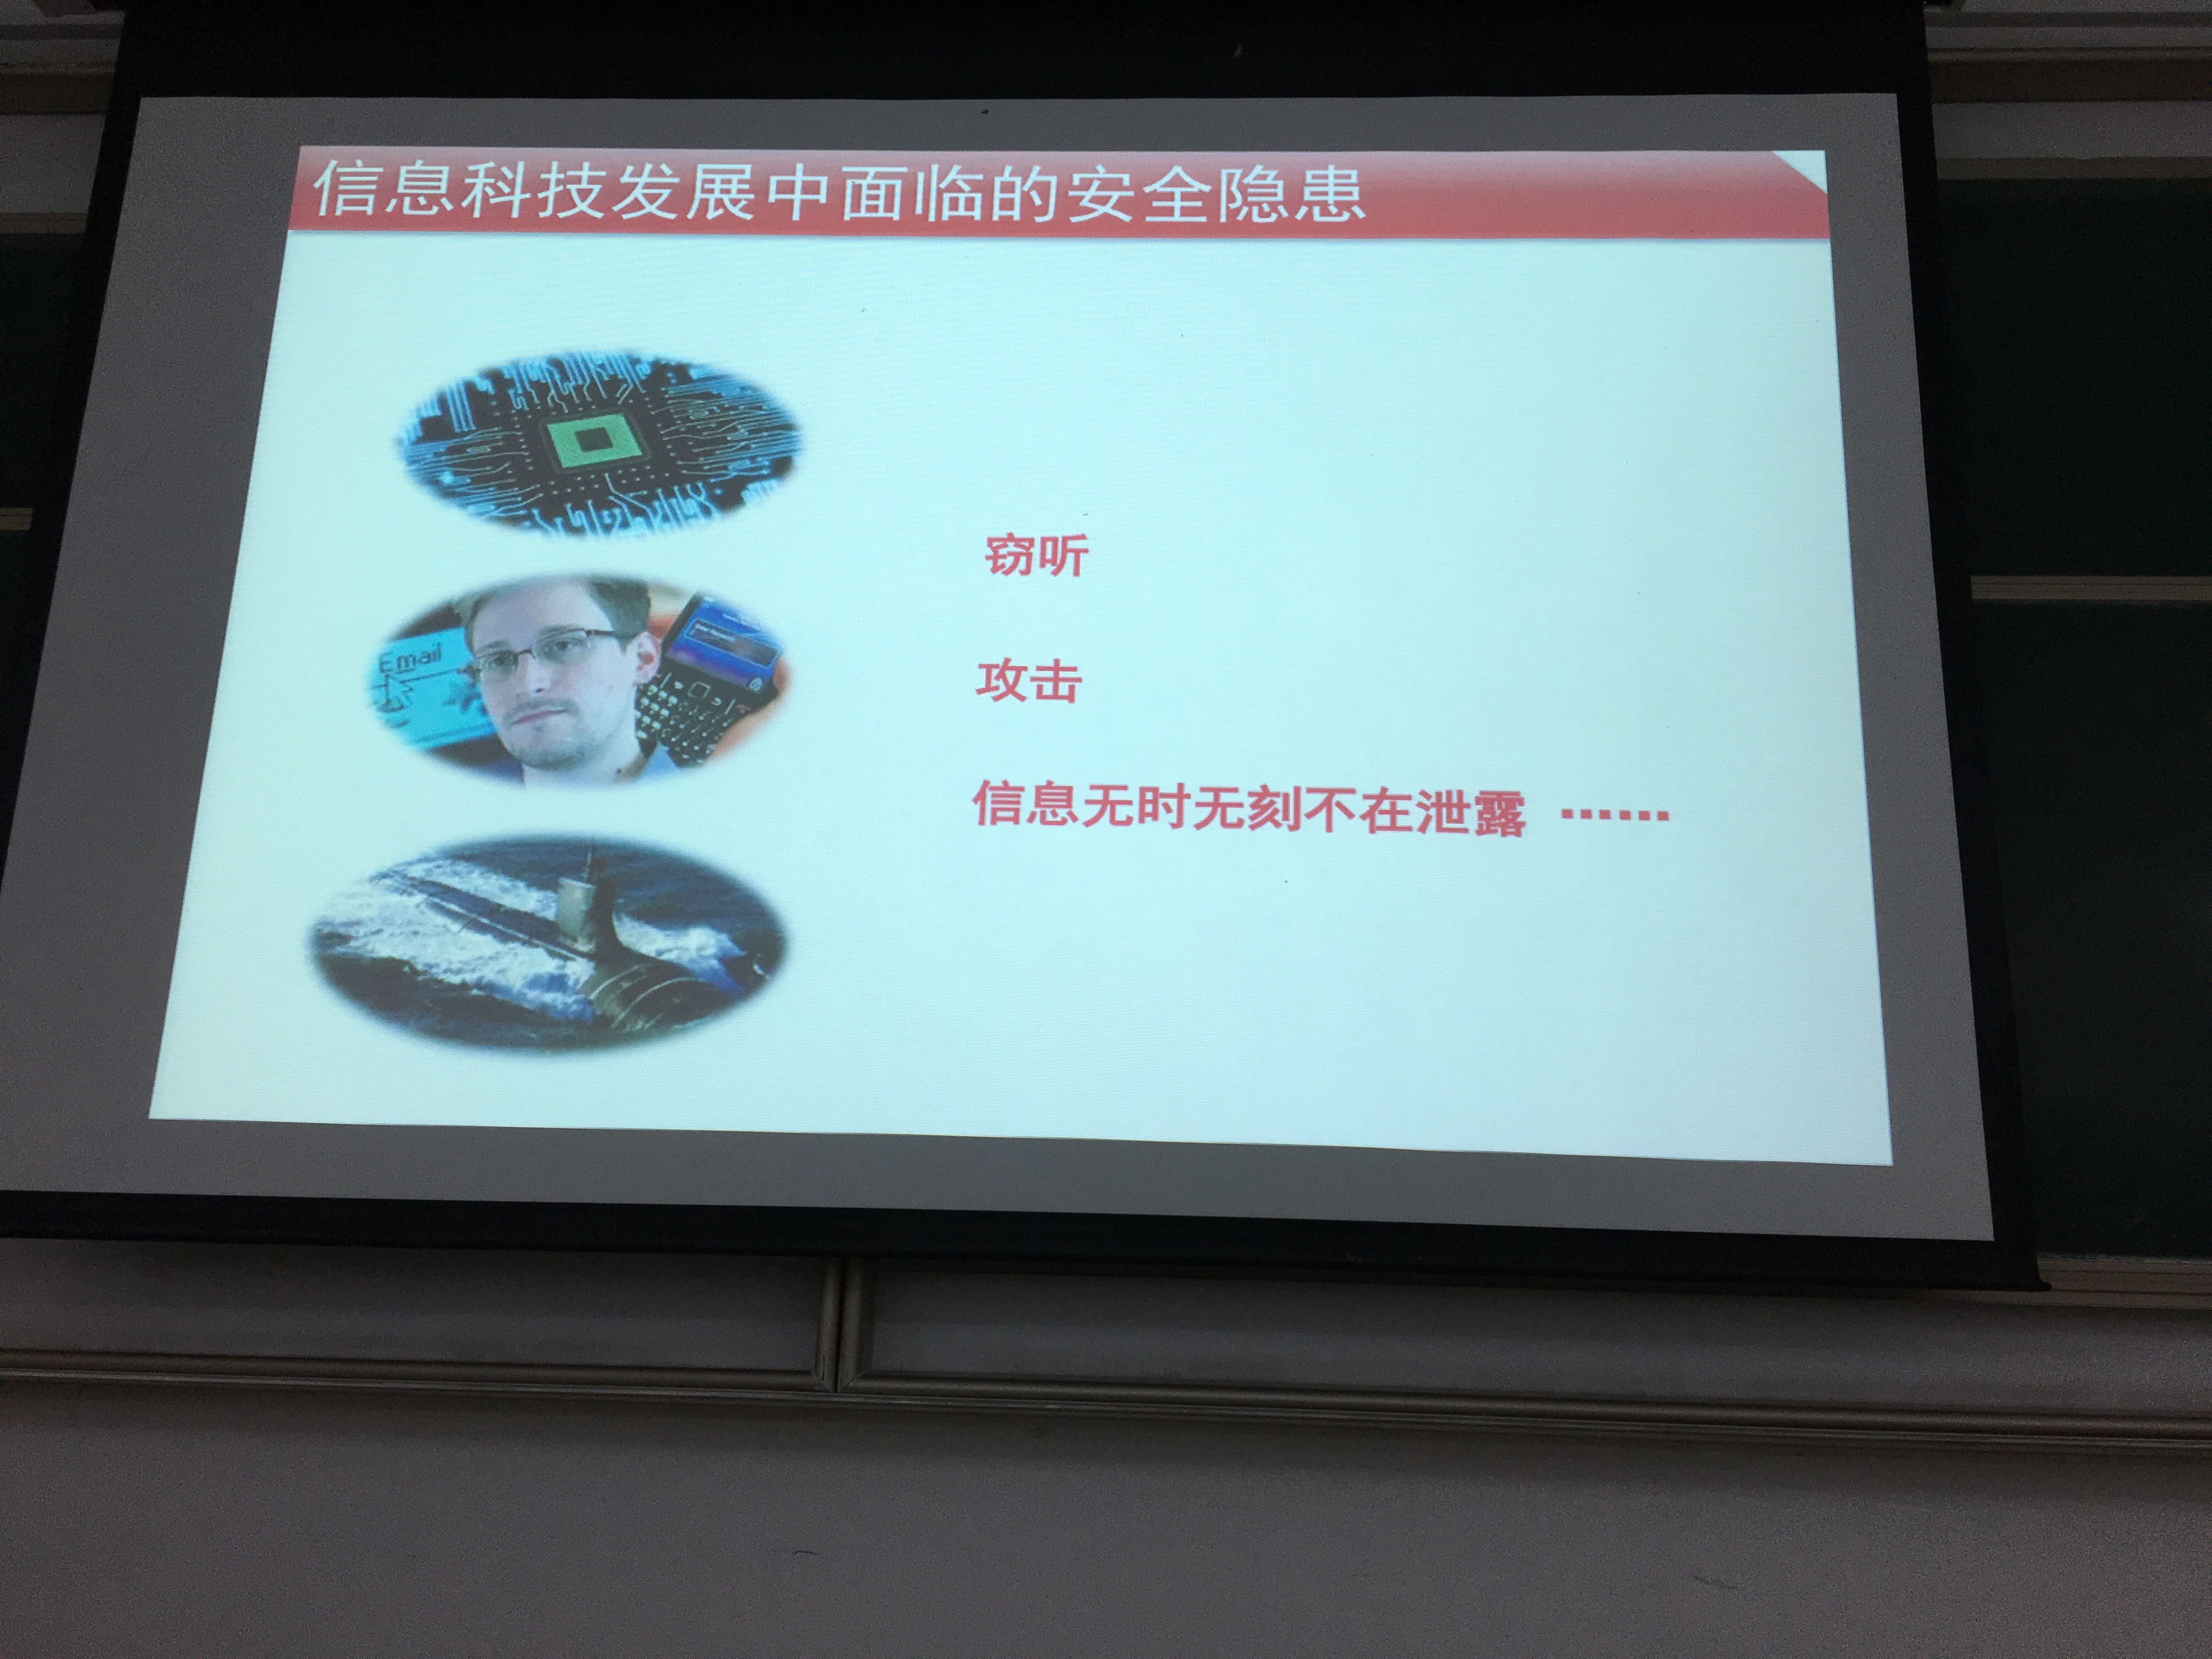 信息科技发展中面临的安全隐患
窃听
Email
攻击
信息无时无刻不在泄露 ……